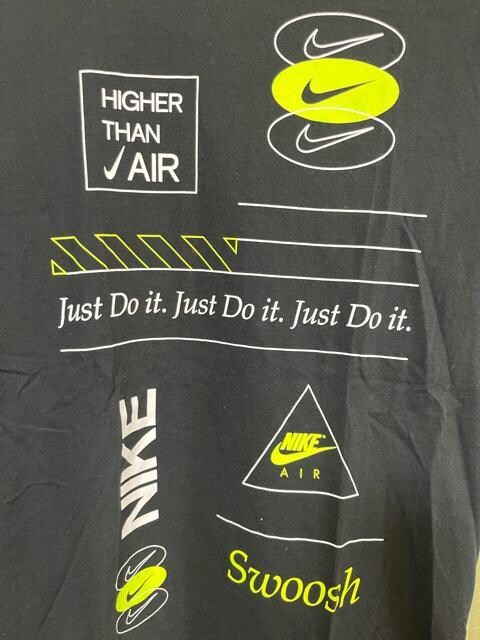 HIGHER
THAN
AIR
Just Do it. Just Do it. Just Do it.
NIKE
NIKE
AIR
Swoosh